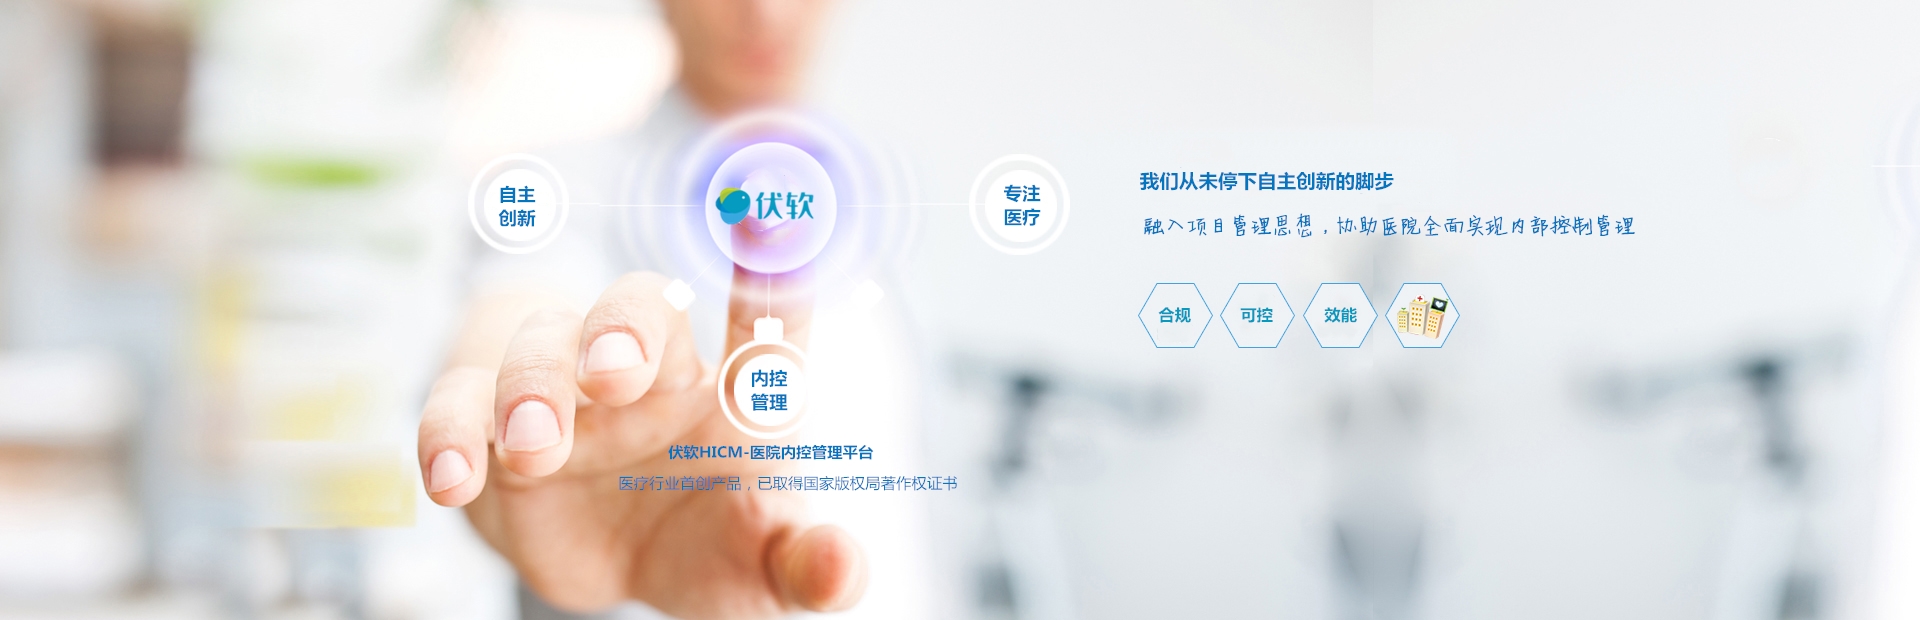 自主
创新
伏软
专注
医疗
内控
管理
伏软HICM-医院内控管理平台
医疗行业首创产品，已取得国家版权局著作权证书
我们从未停下自主创新的脚步
融入项目管理思想，协助医院全面实现内部控制管理
合规
可控
效能